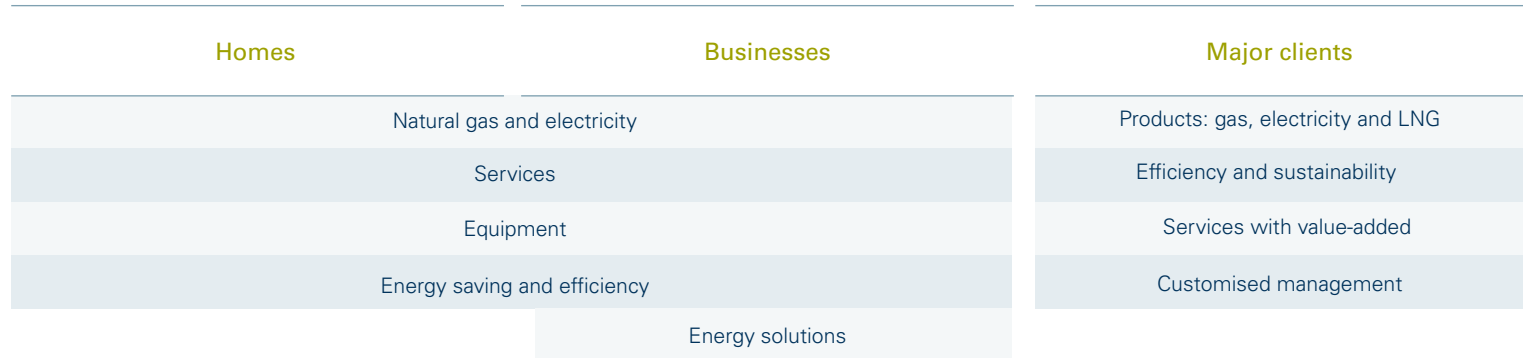 Homes
Businesses
Major clients
Natural gas and electricity
Products: gas, electricity and LNG
Services
Efficiency and sustainability
Equipment
Services with value-added
Energy saving and efficiency
Customised management
Energy solutions